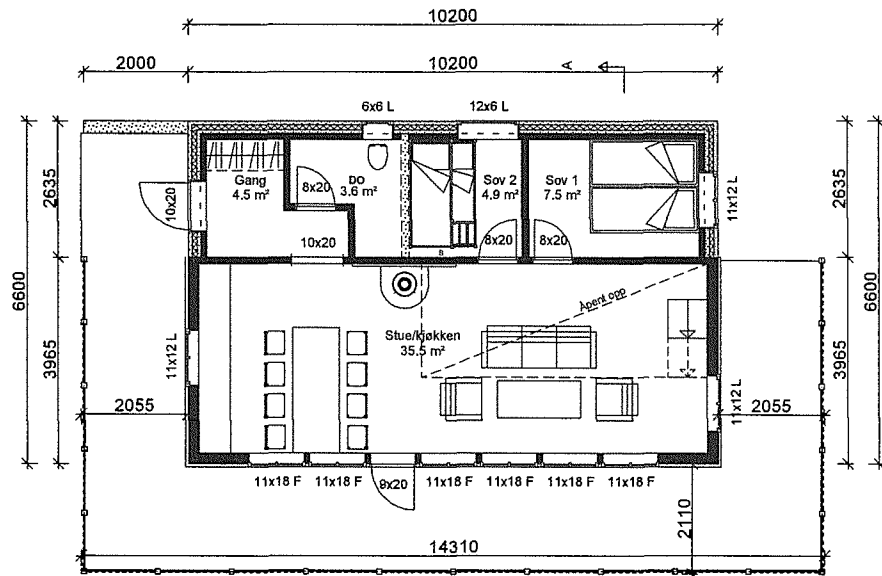 10200
2000 10200
A
6x6 L 12x6 L
2635 2635
Gang
4.5 m²
8x20
DO
3.6 m²
Sov 2
4.9 m²
Sov 1
7.5 m²
10x20
11x12 L
10x20
8x20 8x20
6600 6600
Åpent opp
Stue/kjøkken
35.5 m²
3965 3965
11x12 L
11x12 L
2055 2055
11x18 F 11x18 F 9x20 11x18 F 11x18 F 11x18 F 11x18 F
2110
14310